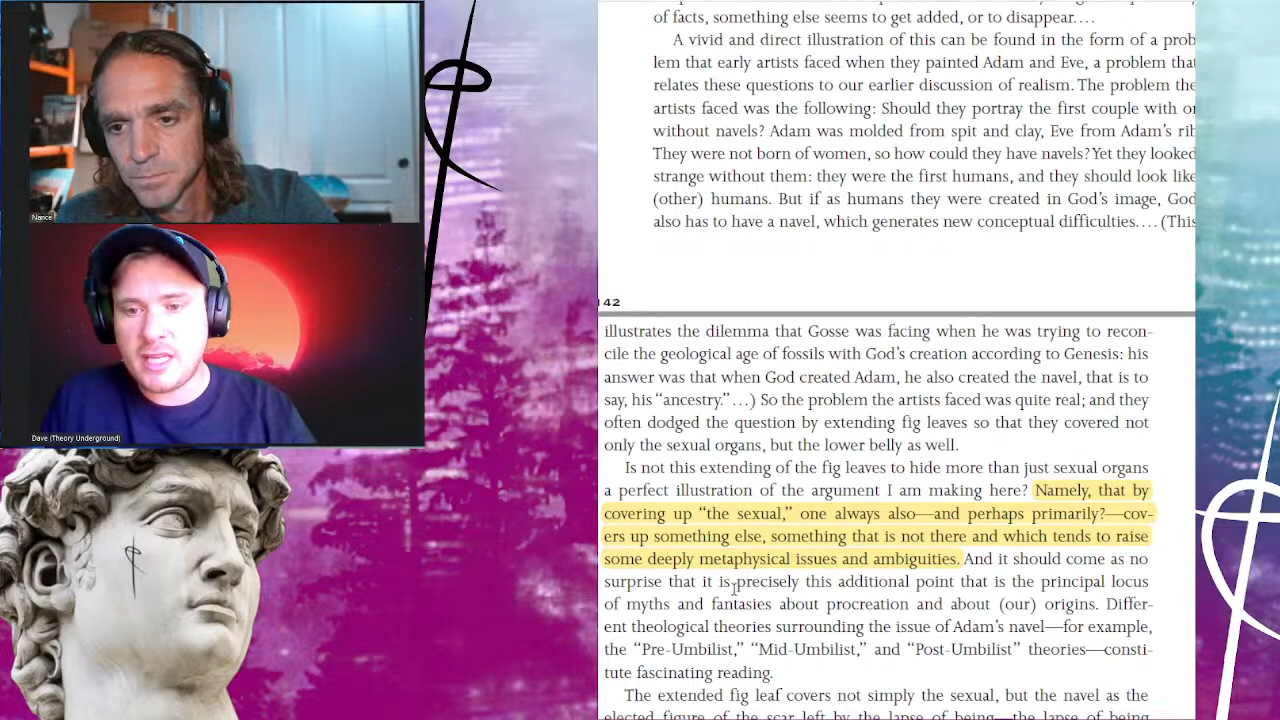 Nance
Dave (Theory Underground)
of facts, something else seems to get added, or to disappear. . . .
A vivid and direct illustration of this can be found in the form of a prob
lem that early artists faced when they painted Adam and Eve, a problem tha
relates these questions to our earlier discussion of realism. The problem the
artists faced was the following: Should they portray the first couple with or
without navels? Adam was molded from spit and clay, Eve from Adam's rib
They were not born of women, so how could they have navels? Yet they looked
strange without them: they were the first humans, and they should look like
(other) humans. But if as humans they were created in God's image, God
also has to have a navel, which generates new conceptual difficulties. . . . (This
142
illustrates the dilemma that Gosse was facing when he was trying to recon-
cile the geological age of fossils with God's creation according to Genesis: his
answer was that when God created Adam, he also created the navel, that is to
say, his “ancestry.” . . .) So the problem the artists faced was quite real; and they
often dodged the question by extending fig leaves so that they covered not
only the sexual organs, but the lower belly as well.
Is not this extending of the fig leaves to hide more than just sexual organs
a perfect illustration of the argument I am making here? Namely, that by
covering up “the sexual,” one always also—and perhaps primarily?—cov-
ers up something else, something that is not there and which tends to raise
some deeply metaphysical issues and ambiguities. And it should come as no
surprise that it is precisely this additional point that is the principal locus
of myths and fantasies about procreation and about (our) origins. Differ-
ent theological theories surrounding the issue of Adam's navel—for example,
the “Pre-Umbilist,” “Mid-Umbilist,” and “Post-Umbilist” theories—consti-
tute fascinating reading.
The extended fig leaf covers not simply the sexual, but the navel as the
elected figure of the scar left by the lapse of being—the lapse of being